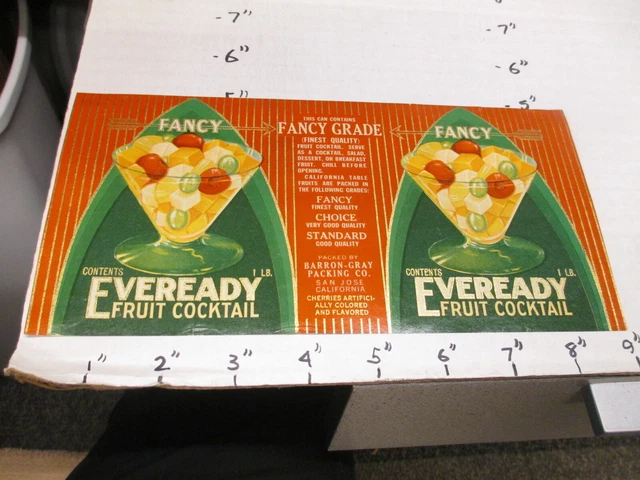 -7" -7"
-6" -6"
5" -5"
FANCY
CONTENTS 1 LB.
EVEREADY
FRUIT COCKTAIL
THIS CAN CONTAINS
FANCY GRADE
(FINEST QUALITY)
FRUIT COCKTAIL. SERVE
AS A COCKTAIL, SALAD,
DESSERT, OR BREAKFAST
FRUIT. CHILL BEFORE
OPENING.
CALIFORNIA TABLE
FRUITS ARE PACKED IN
THE FOLLOWING GRADES:
FANCY
FINEST QUALITY
CHOICE
VERY GOOD QUALITY
STANDARD
GOOD QUALITY
PACKED BY
BARRON-GRAY
PACKING CO.
SAN JOSE
CALIFORNIA
CHERRIES ARTIFICI-
ALLY COLORED
AND FLAVORED
FANCY
CONTENTS 1 LB.
EVEREADY
FRUIT COCKTAIL
1" 2" 3" 4" 5" 6" 7" 8" 9"